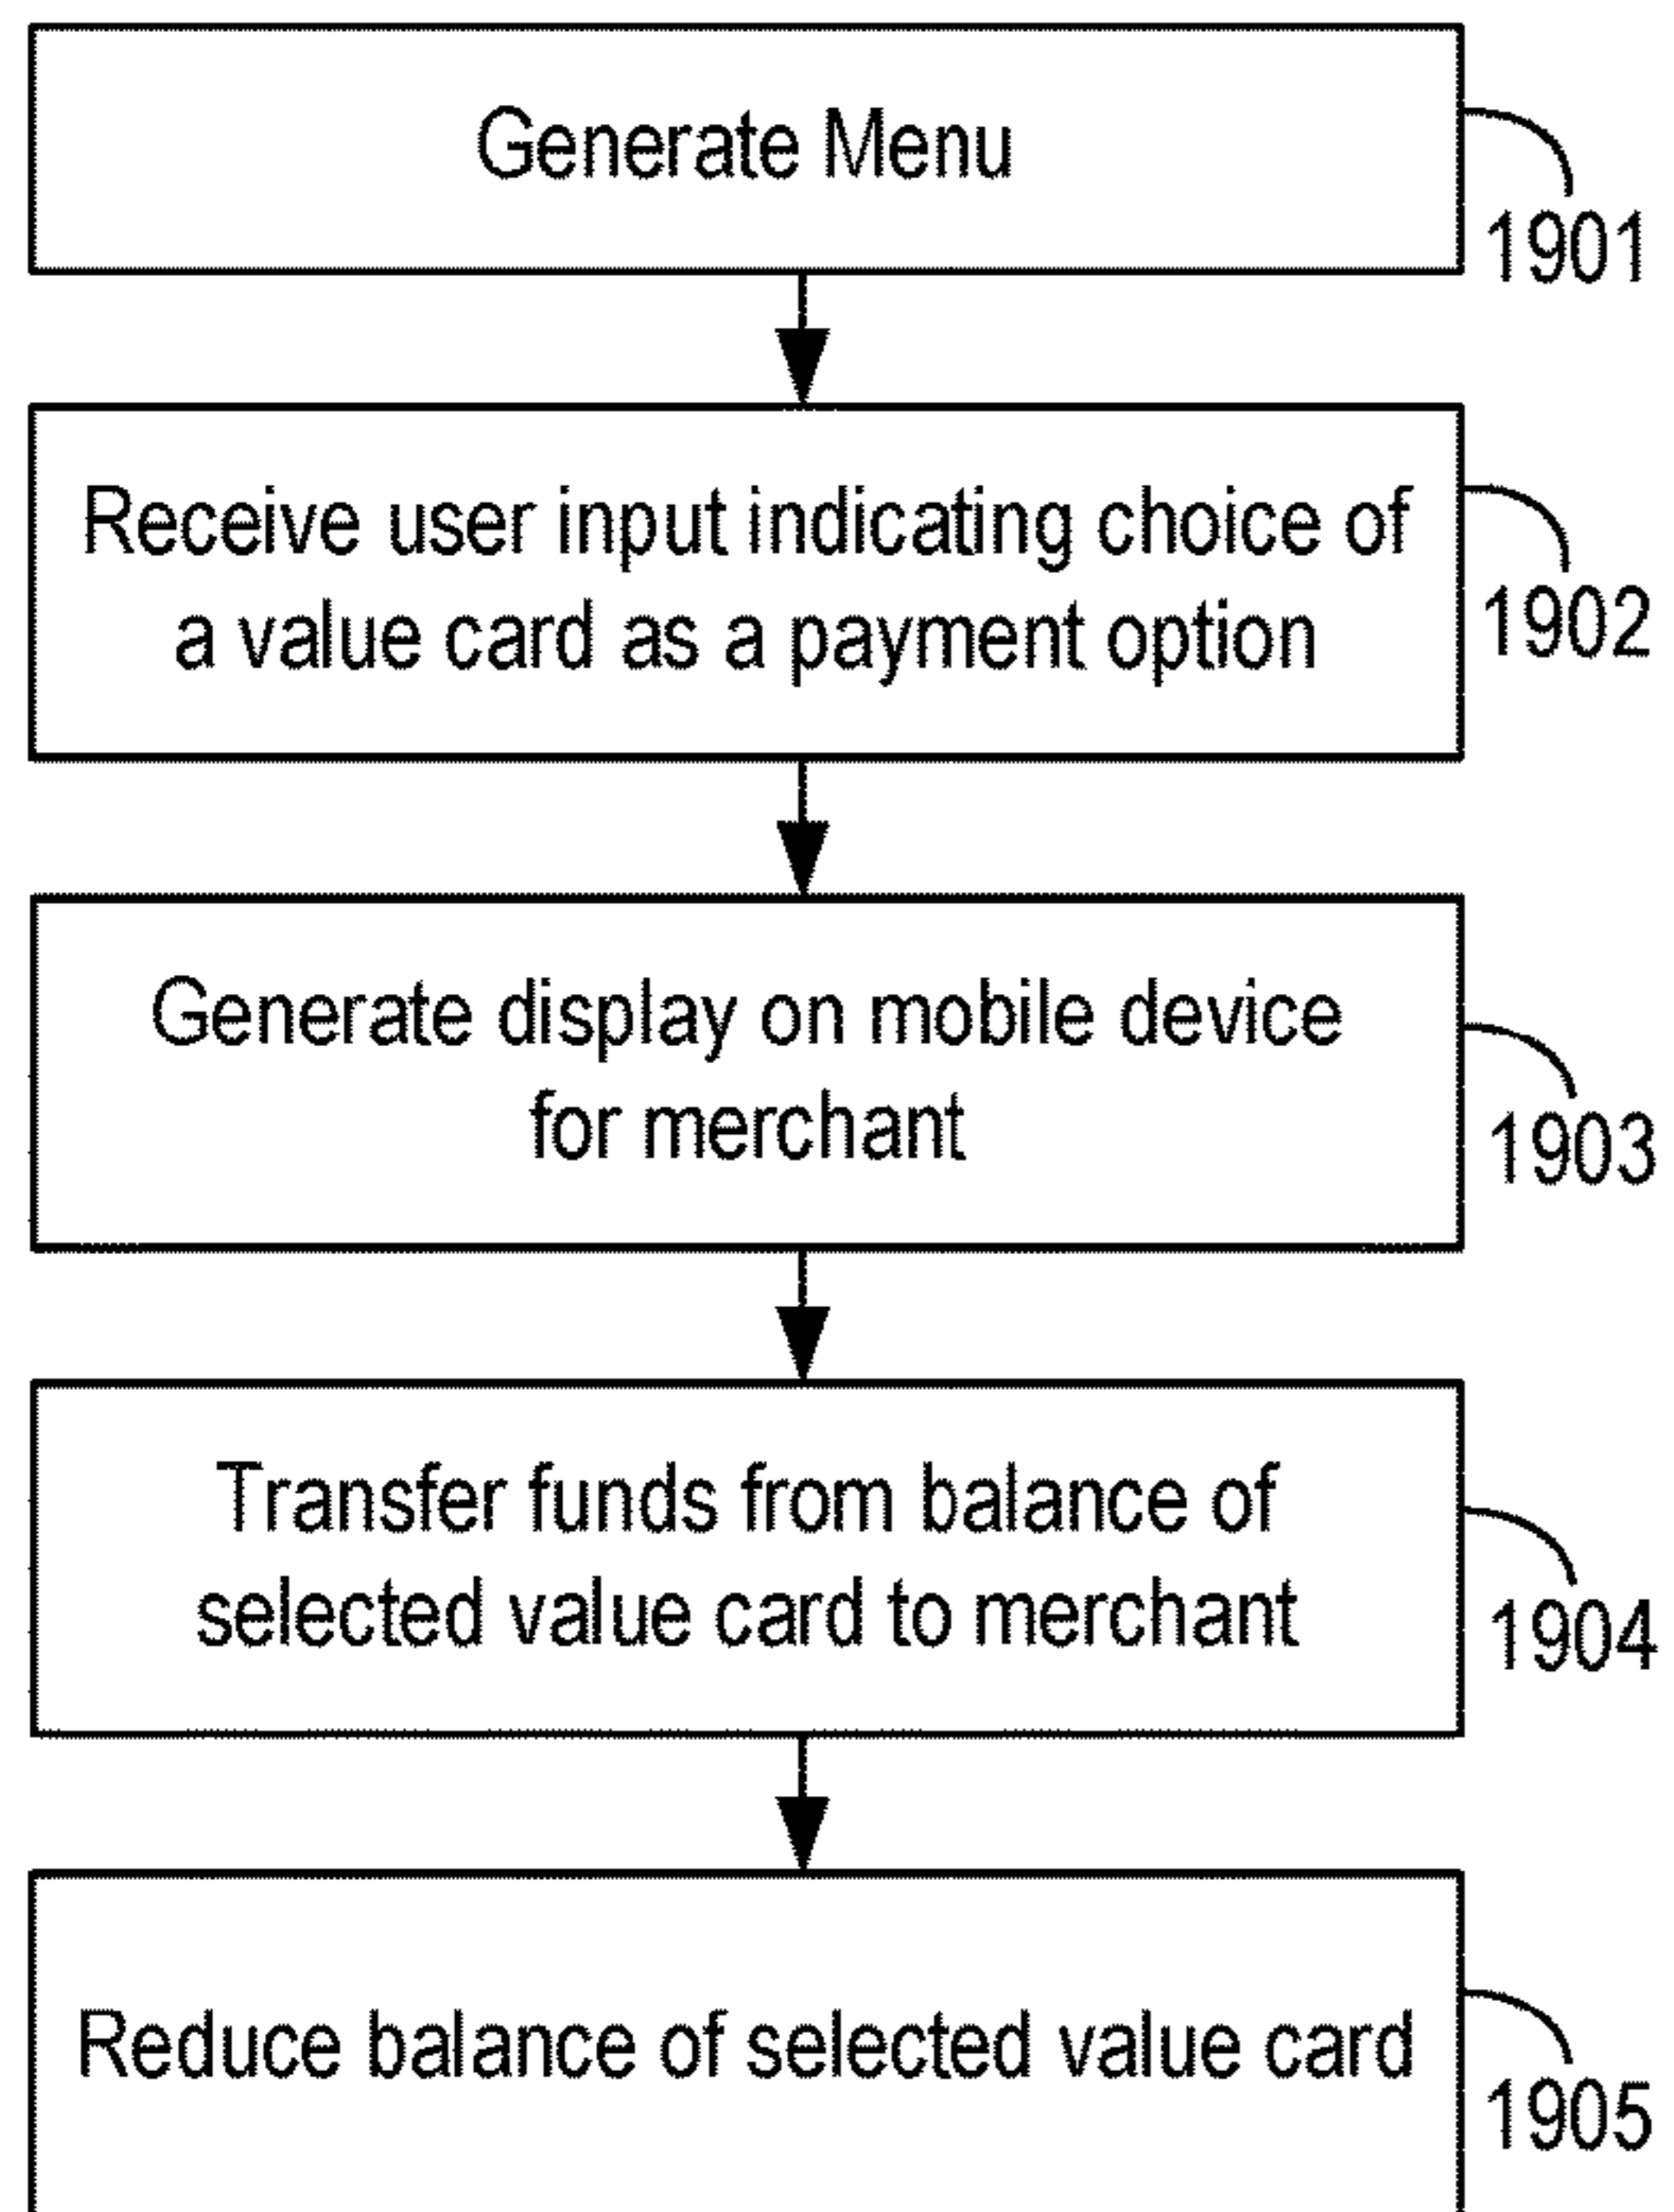 Generate Menu
1901
Receive user input indicating choice of
a value card as a payment option
1902
Generate display on mobile device
for merchant
1903
Transfer funds from balance of
selected value card to merchant
1904
Reduce balance of selected value card
1905